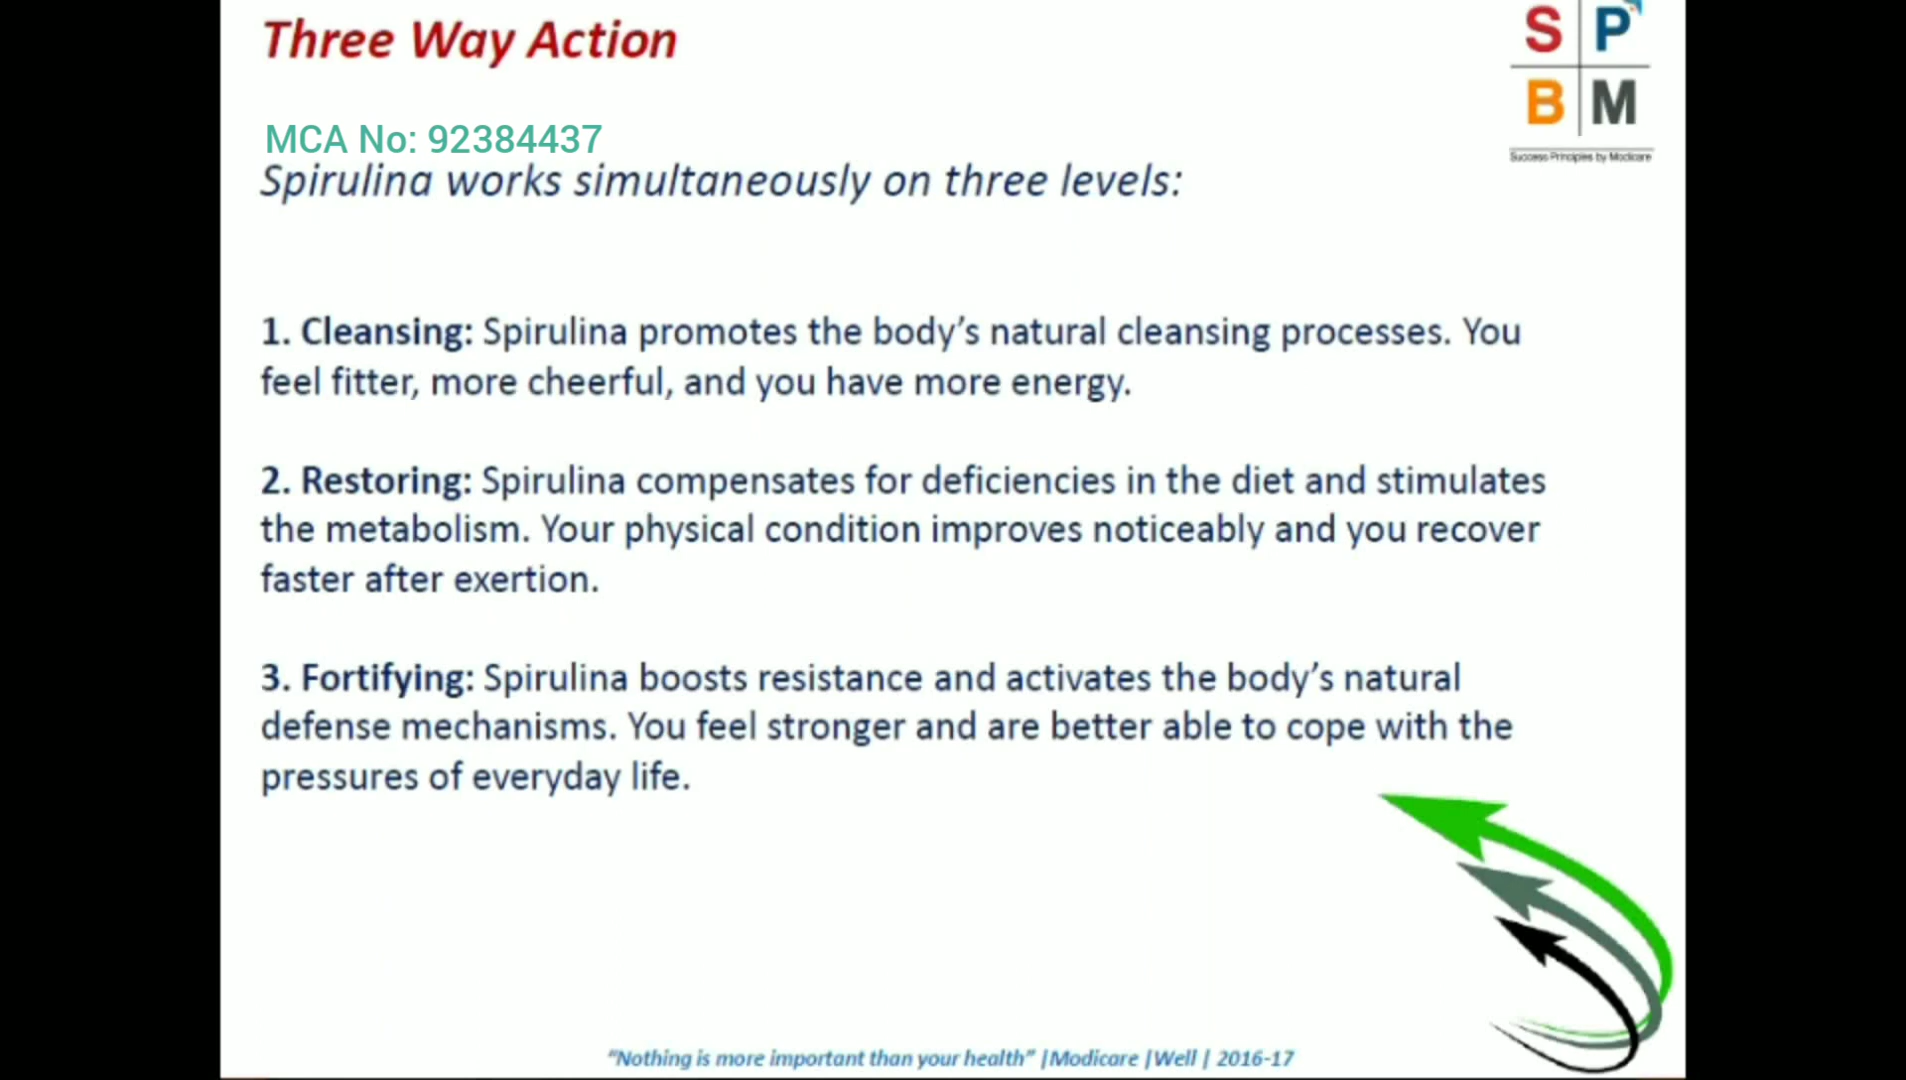 Three Way Action
S P
B M
Success Principles by Modicare
MCA No: 92384437
Spirulina works simultaneously on three levels:
1. Cleansing: Spirulina promotes the body’s natural cleansing processes. You
feel fitter, more cheerful, and you have more energy.
2. Restoring: Spirulina compensates for deficiencies in the diet and stimulates
the metabolism. Your physical condition improves noticeably and you recover
faster after exertion.
3. Fortifying: Spirulina boosts resistance and activates the body’s natural
defense mechanisms. You feel stronger and are better able to cope with the
pressures of everyday life.
“Nothing is more important than your health” |Modicare |Well | 2016-17